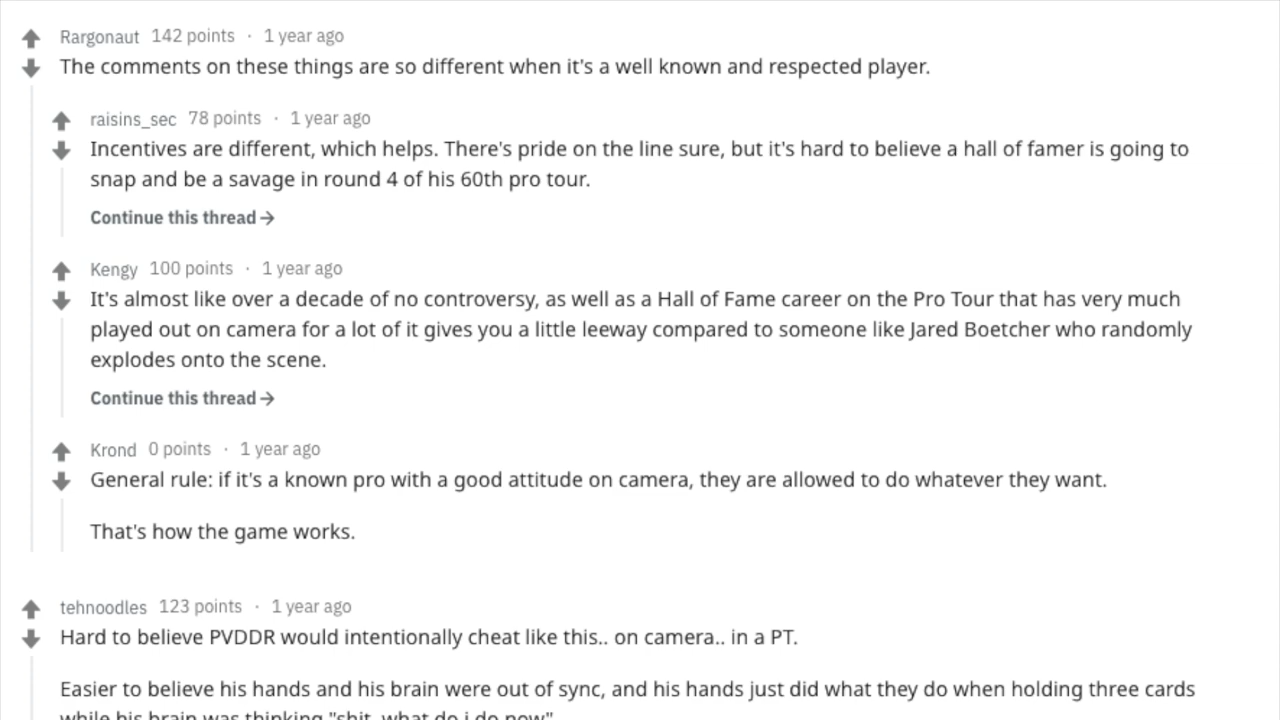 Rargonaut 142 points · 1 year ago
The comments on these things are so different when it's a well known and respected player.
raisins_sec 78 points · 1 year ago
Incentives are different, which helps. There's pride on the line sure, but it's hard to believe a hall of famer is going to
snap and be a savage in round 4 of his 60th pro tour.
Continue this thread →
Kengy 100 points · 1 year ago
It's almost like over a decade of no controversy, as well as a Hall of Fame career on the Pro Tour that has very much
played out on camera for a lot of it gives you a little leeway compared to someone like Jared Boetcher who randomly
explodes onto the scene.
Continue this thread →
Krond 0 points · 1 year ago
General rule: if it's a known pro with a good attitude on camera, they are allowed to do whatever they want.
That's how the game works.
tehnoodles 123 points · 1 year ago
Hard to believe PVDDR would intentionally cheat like this.. on camera.. in a PT.
Easier to believe his hands and his brain were out of sync, and his hands just did what they do when holding three cards
while his brain was thinking "shit, what do i do now"